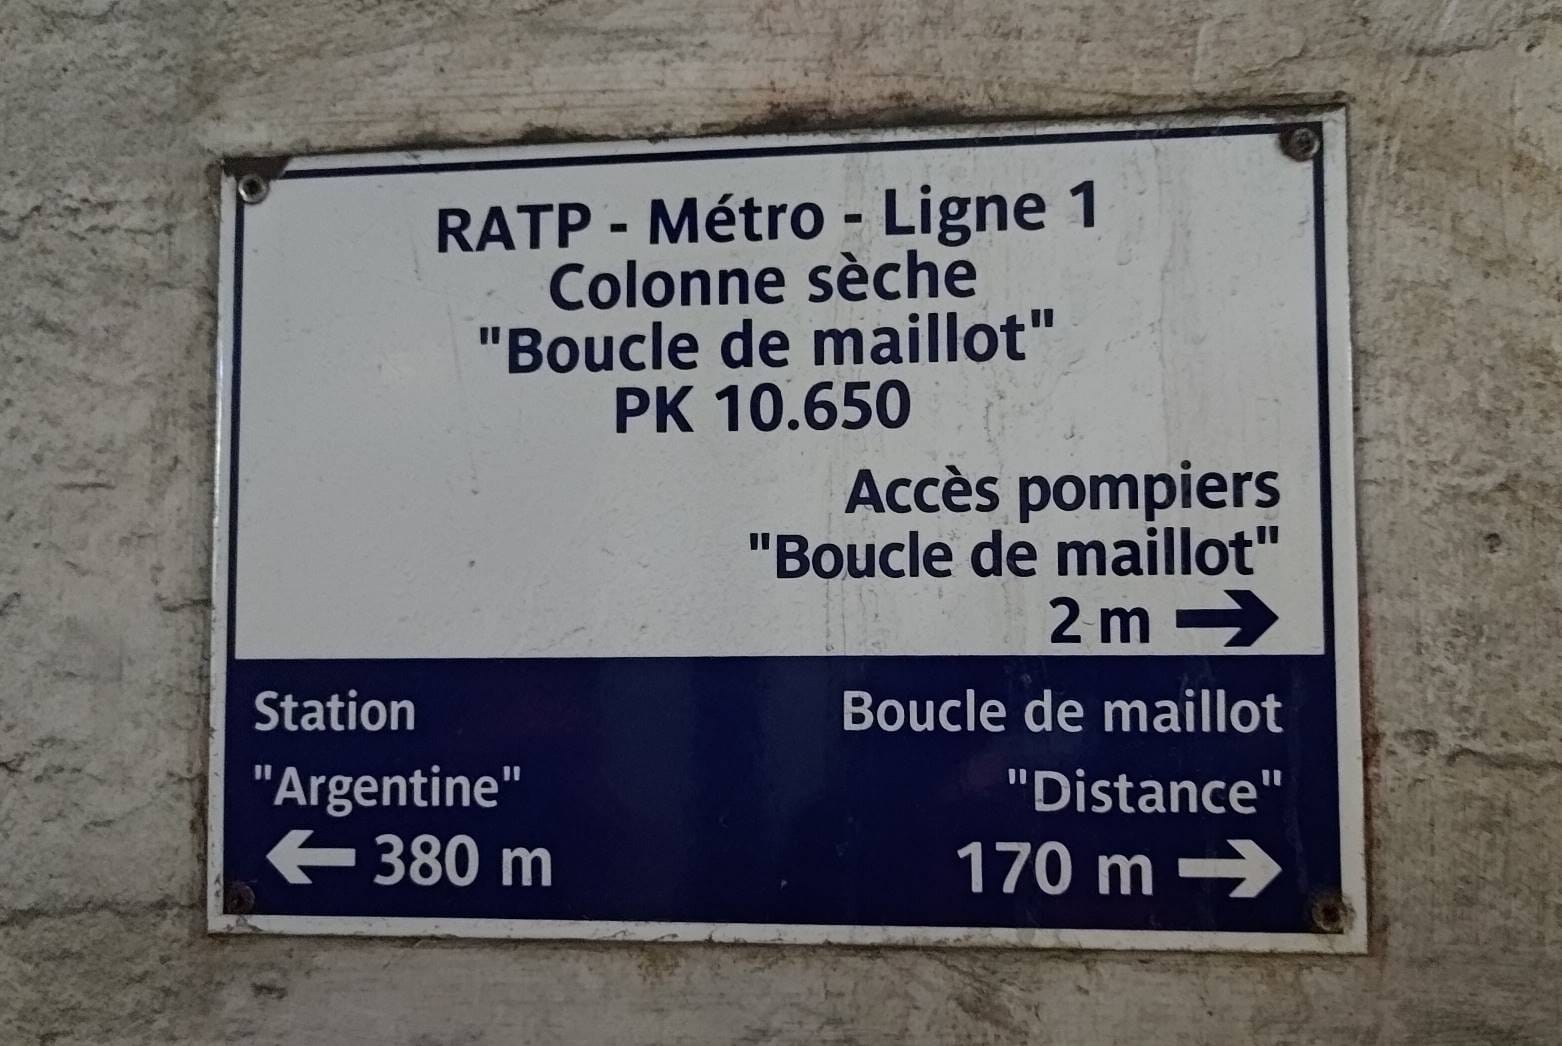 RATP - Métro - Ligne 1
Colonne sèche
"Boucle de maillot"
PK 10.650
Accès pompiers
"Boucle de maillot"
2 m →
Station
"Argentine"
← 380 m
Boucle de maillot
"Distance"
170 m →